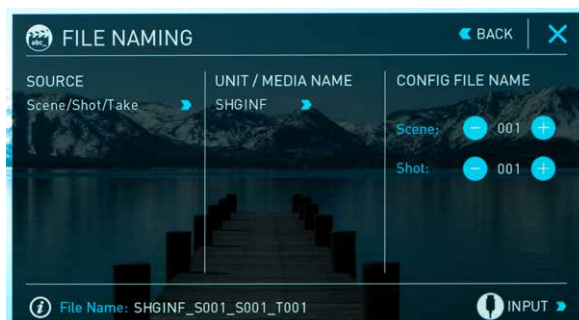 FILE NAMING
BACK
SOURCE
Scene/Shot/Take
UNIT / MEDIA NAME
SHGINF
CONFIG FILE NAME
Scene: 001
Shot: 001
File Name: SHGINF_S001_S001_T001
INPUT